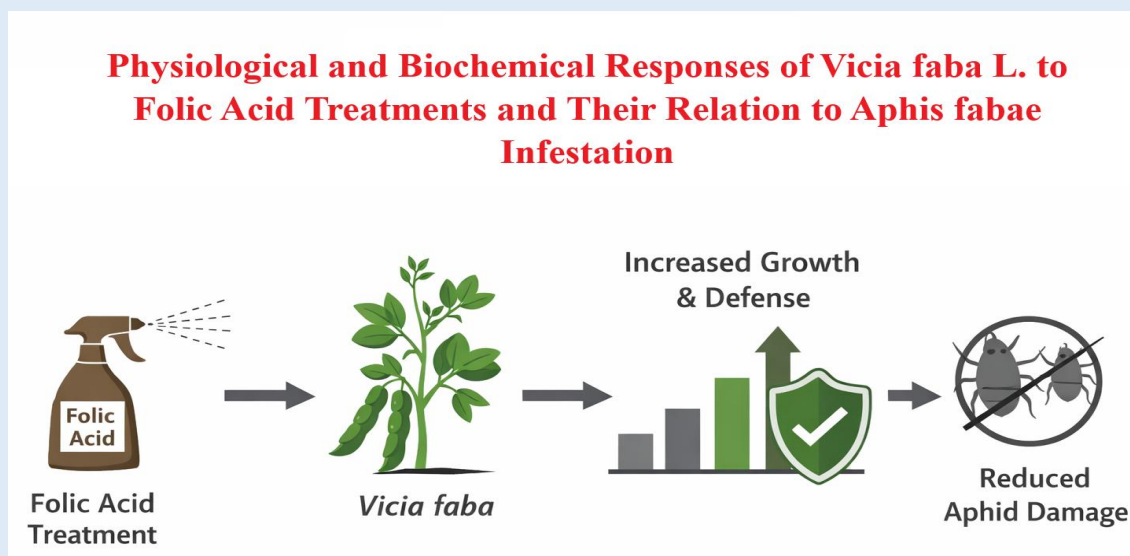 Physiological and Biochemical Responses of Vicia faba L. to
Folic Acid Treatments and Their Relation to Aphis fabae
Infestation
Folic
Acid
Folic Acid
Treatment
Vicia faba
Increased Growth
& Defense
Reduced
Aphid Damage